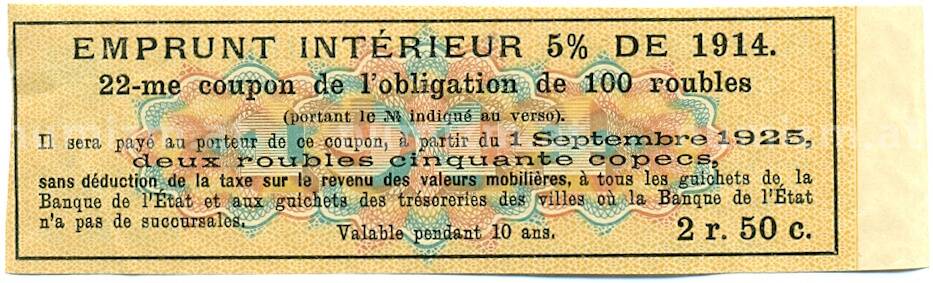 EMPRUNT INTÉRIEUR 5% DE 1914.
22-me coupon de l'obligation de 100 roubles
(portant le № indiqué au verso).
Il sera payé au porteur de ce coupon, à partir du 1 Septembre 1925,
deux roubles cinquante copecs,
sans déduction de la taxe sur le revenu des valeurs mobilières, à tous les guichets de la
Banque de l'État et aux guichets des trésoreries des villes où la Banque de l'État
n'a pas de succursales.
Valable pendant 10 ans.
2 r. 50 c.